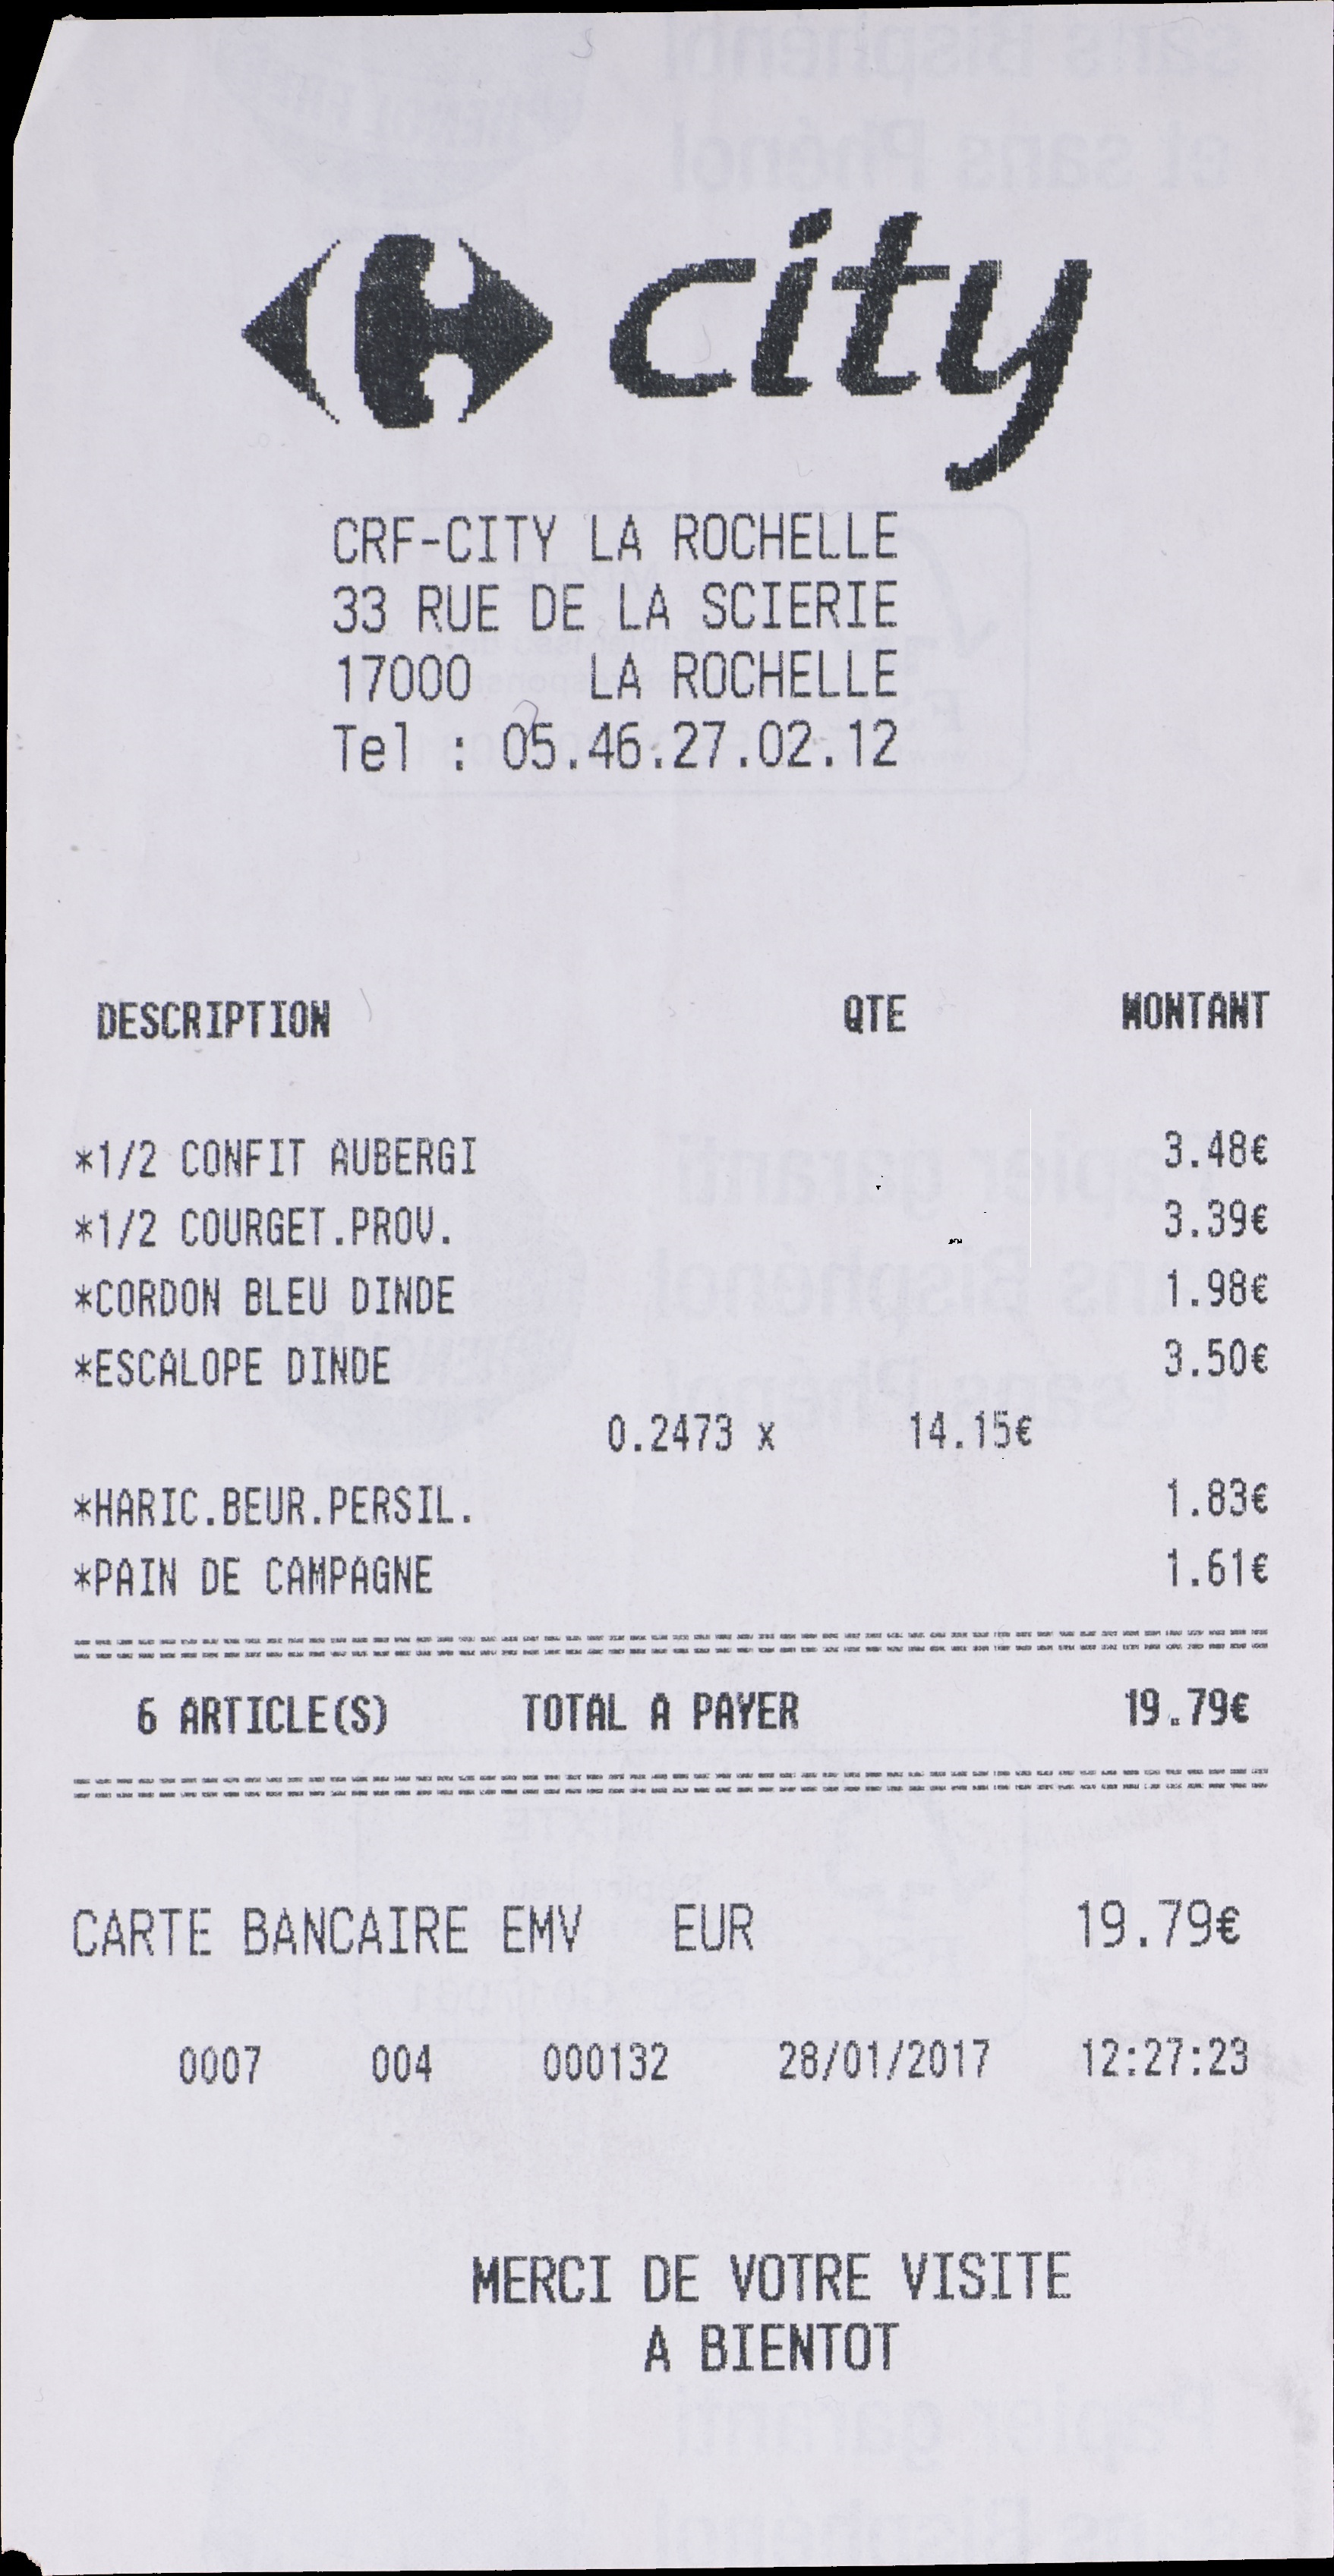 city
CRF-CITY LA ROCHELLE
33 RUE DE LA SCIERIE
17000 LA ROCHELLE
Tel : 05.46.27.02.12
DESCRIPTION QTE MONTANT
*1/2 CONFIT AUBERGI 3.48€
*1/2 COURGET.PROV. 3.39€
*CORDON BLEU DINDE 1.98€
*ESCALOPE DINDE 3.50€
0.2473 x 14.15€
*HARIC.BEUR.PERSIL. 1.83€
*PAIN DE CAMPAGNE 1.61€
6 ARTICLE(S) TOTAL A PAYER 19.79€
CARTE BANCAIRE EMV EUR 19.79€
0007 004 000132 28/01/2017 12:27:23
MERCI DE VOTRE VISITE
A BIENTOT